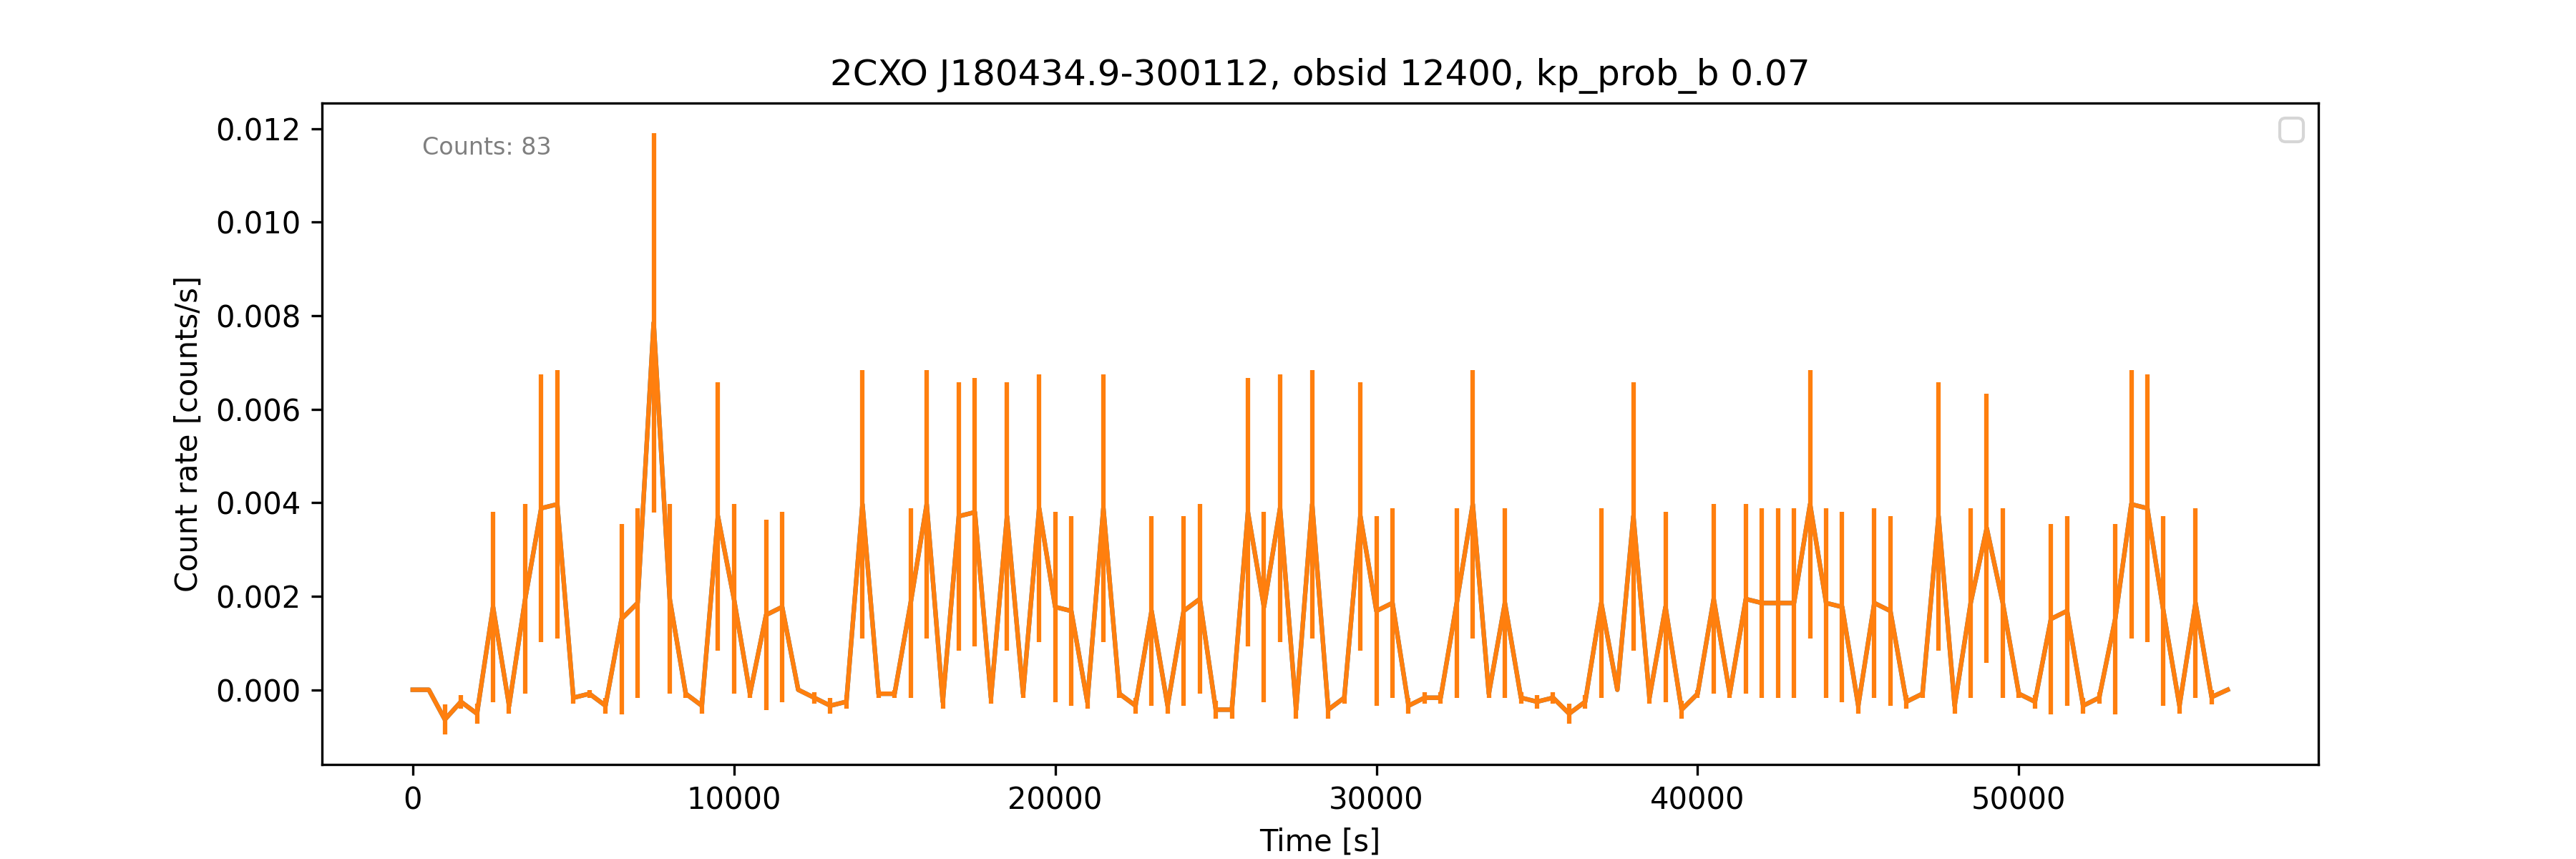 2CXO J180434.9-300112, obsid 12400, kp_prob_b 0.07
Counts: 83
Count rate [counts/s]
0.012
0.010
0.008
0.006
0.004
0.002
0.000
0 10000 20000 30000 40000 50000
Time [s]